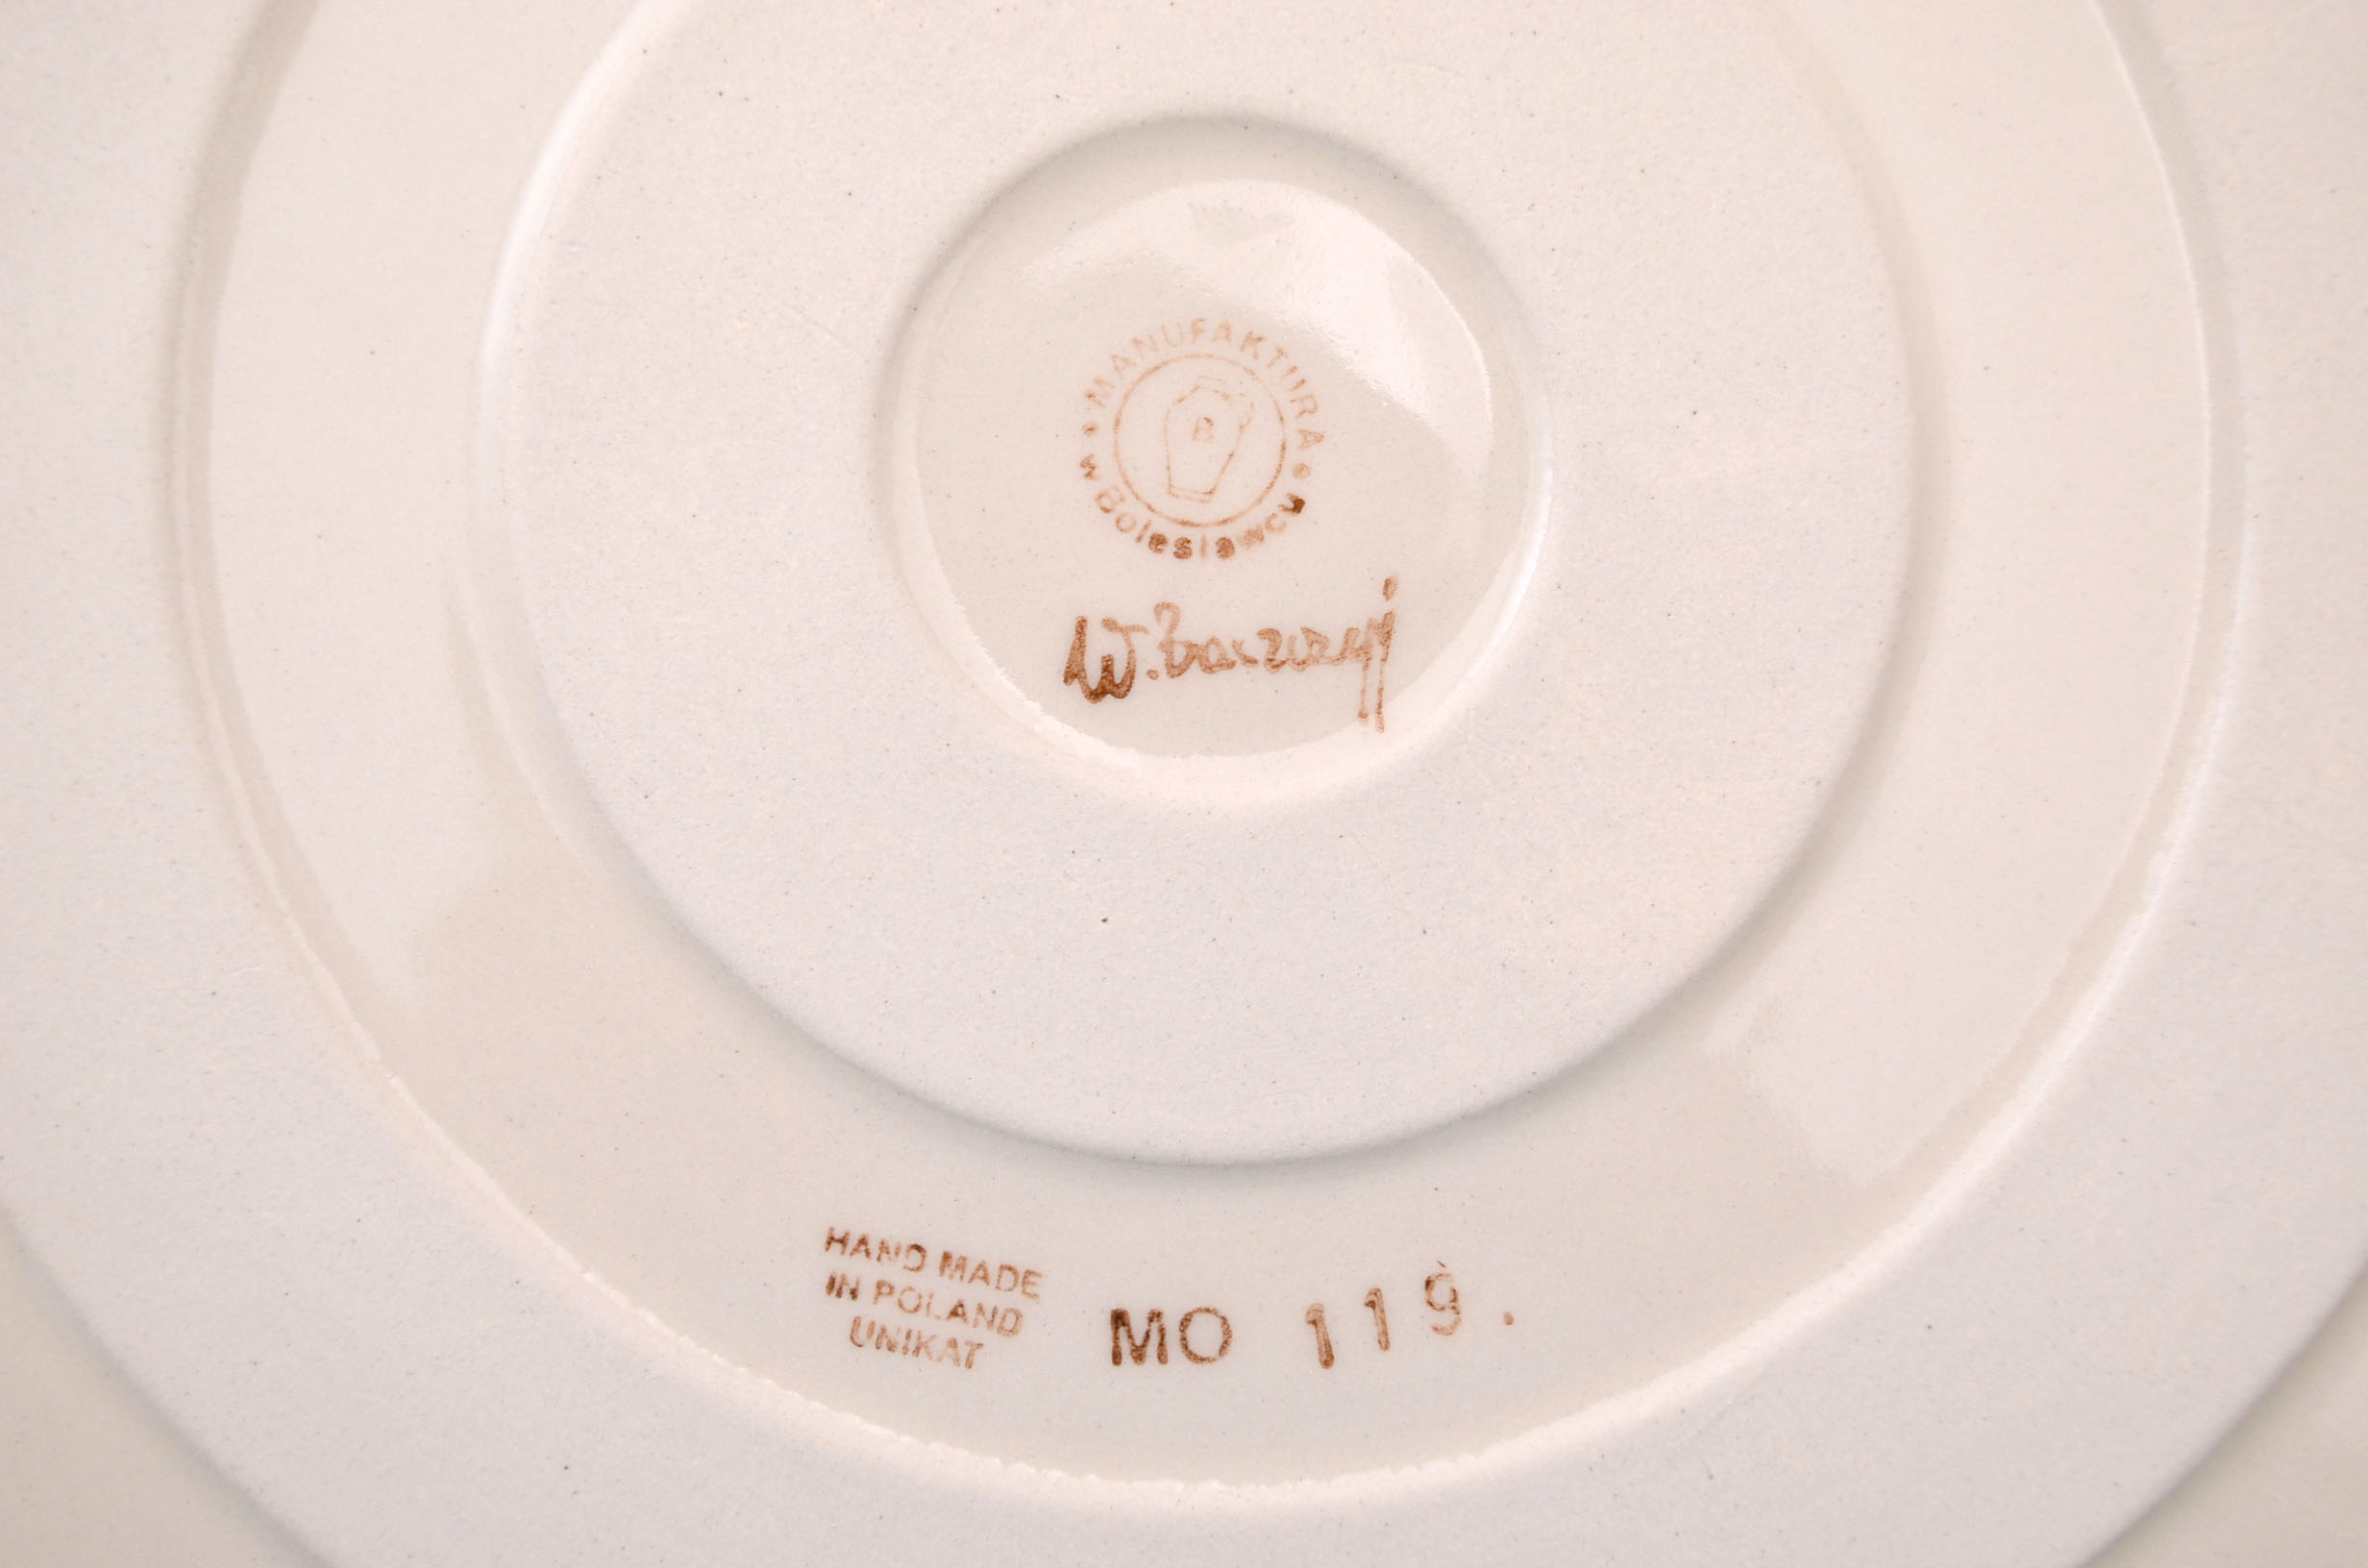 MANUFAKTURA
B
w Bolesławcu
HAND MADE
IN POLAND
UNIKAT
MO 119.